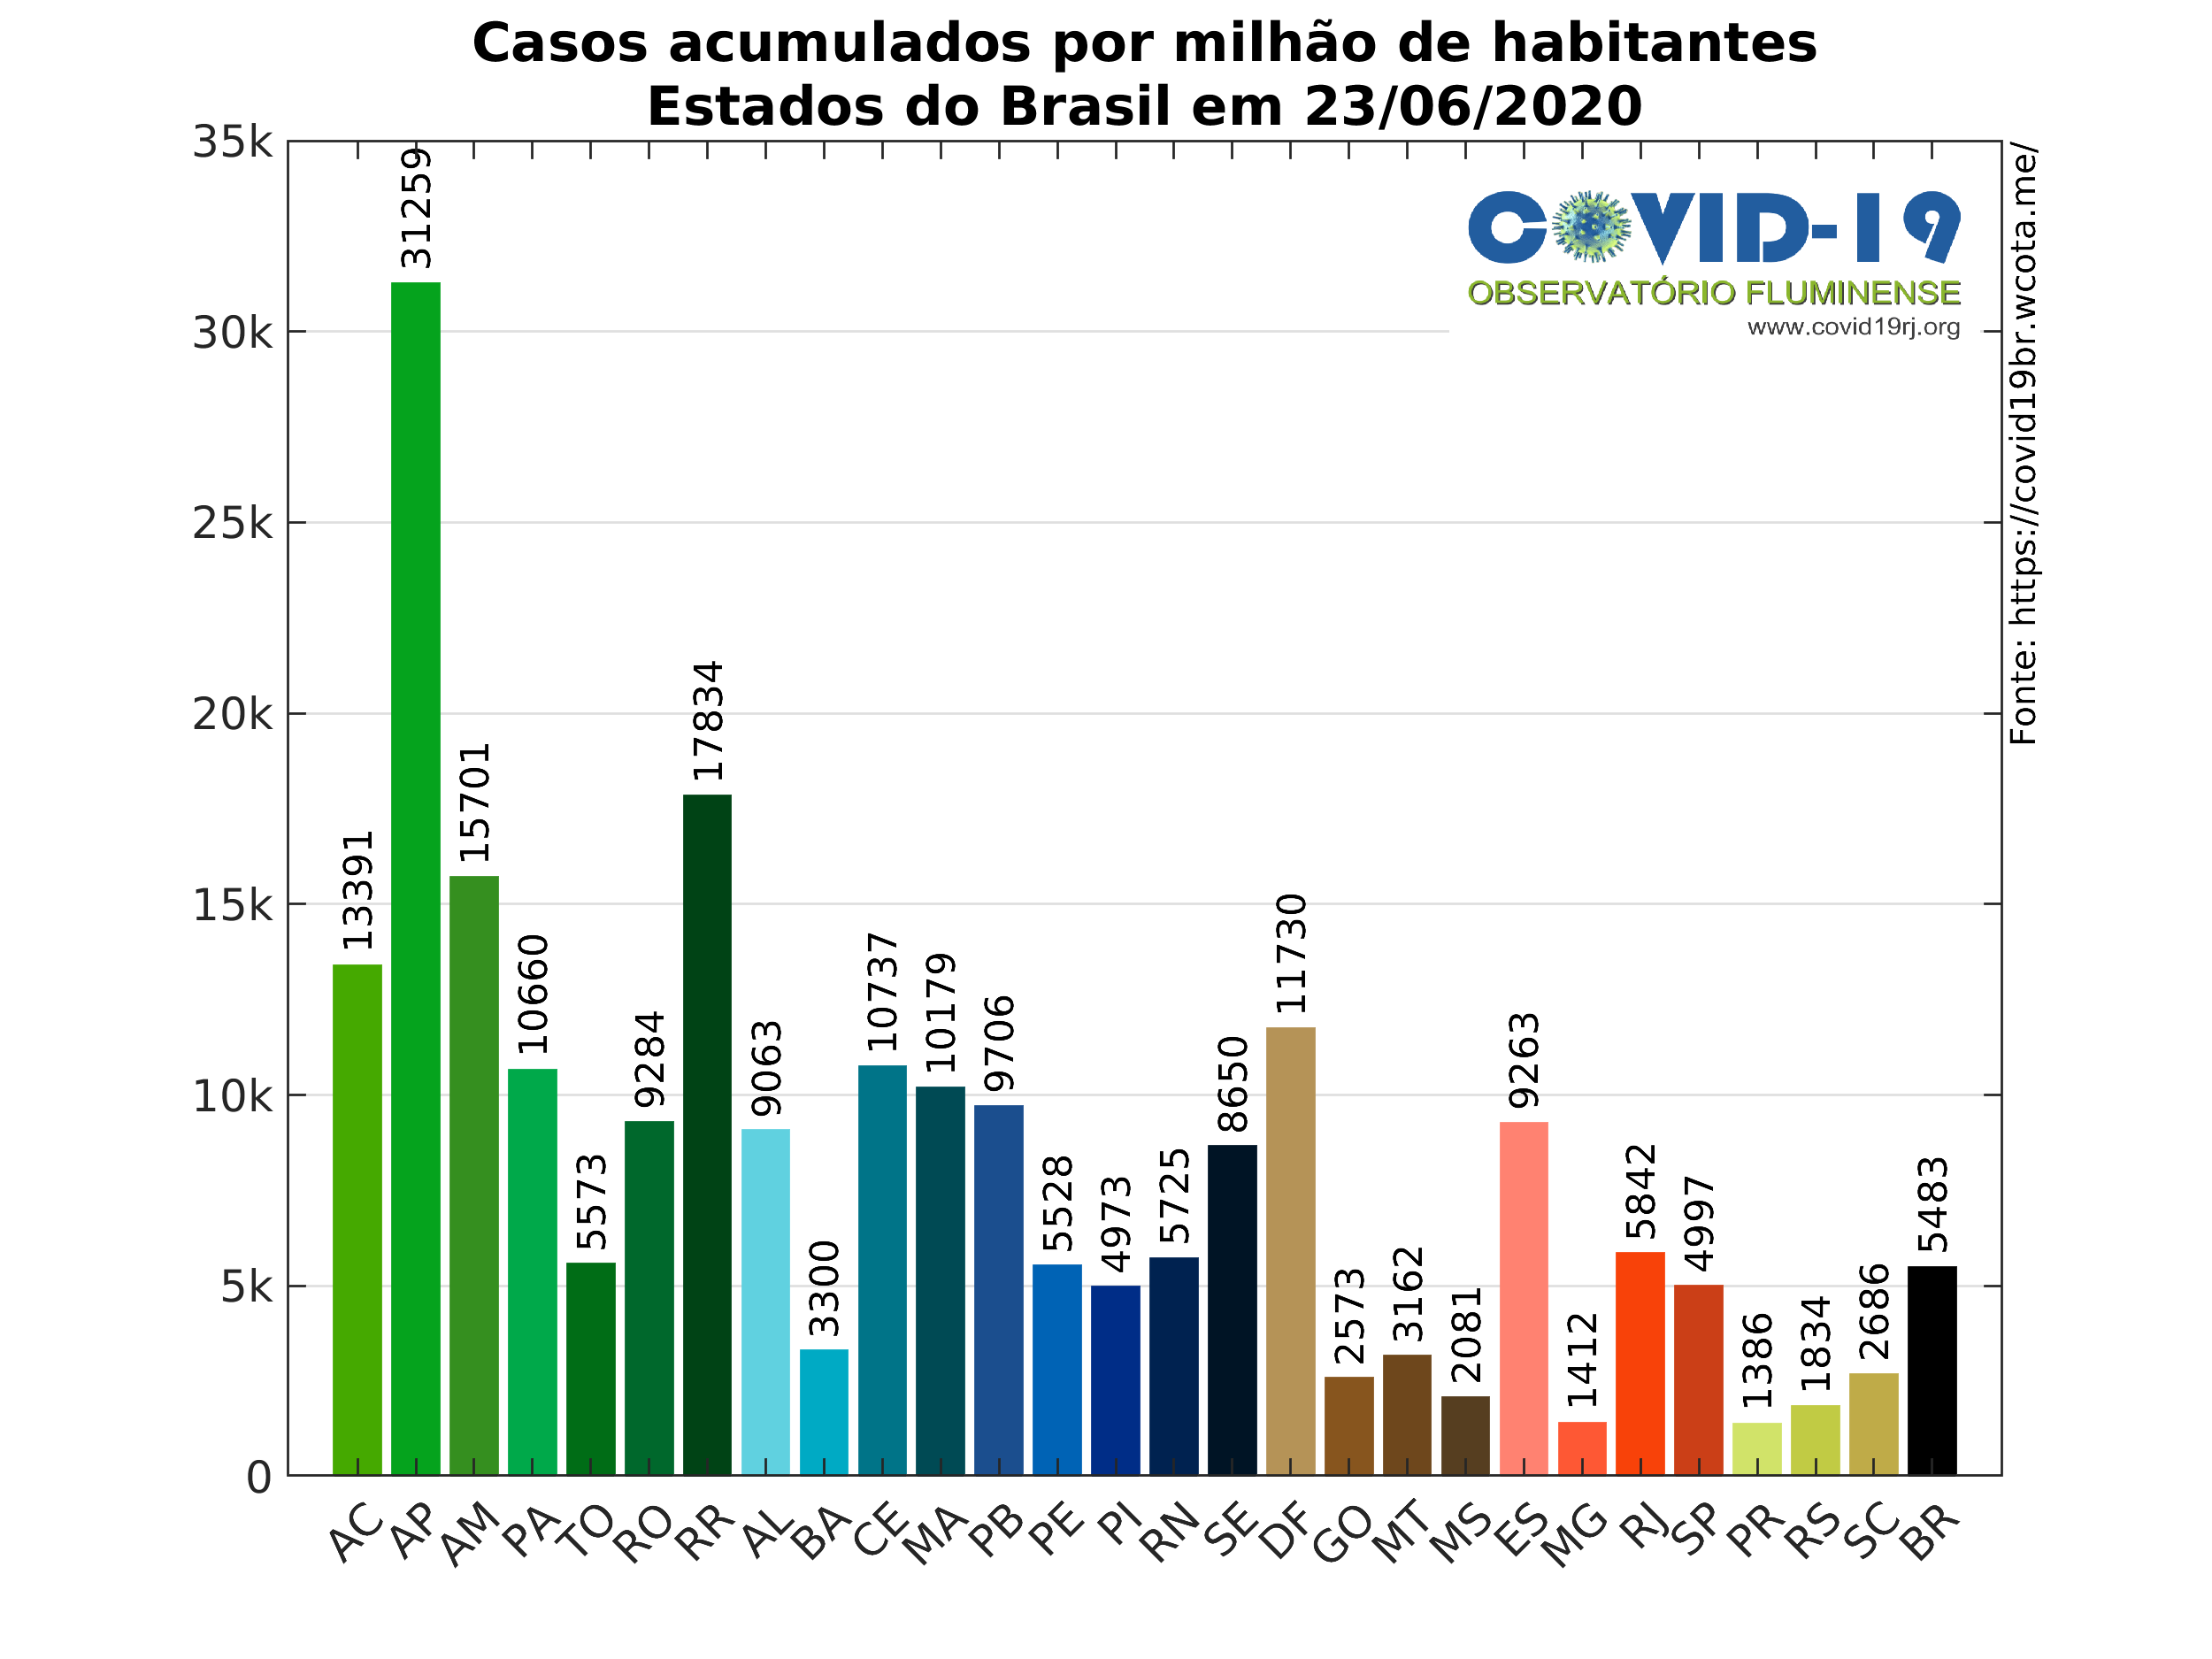 Casos acumulados por milhão de habitantes
Estados do Brasil em 23/06/2020
35k
30k
25k
20k
15k
10k
5k
0
13391
31259
15701
10660
5573
9284
17834
9063
3300
10737
10179
9706
5528
4973
5725
8650
11730
2573
3162
2081
9263
1412
5842
4997
1386
1834
2686
5483
AC
AP
AM
PA
TO
RO
RR
AL
BA
CE
MA
PB
PE
PI
RN
SE
DF
GO
MT
MS
ES
MG
RJ
SP
PR
RS
SC
BR
COVID-19
OBSERVATÓRIO FLUMINENSE
www.covid19rj.org
Fonte: https://covid19br.wcota.me/